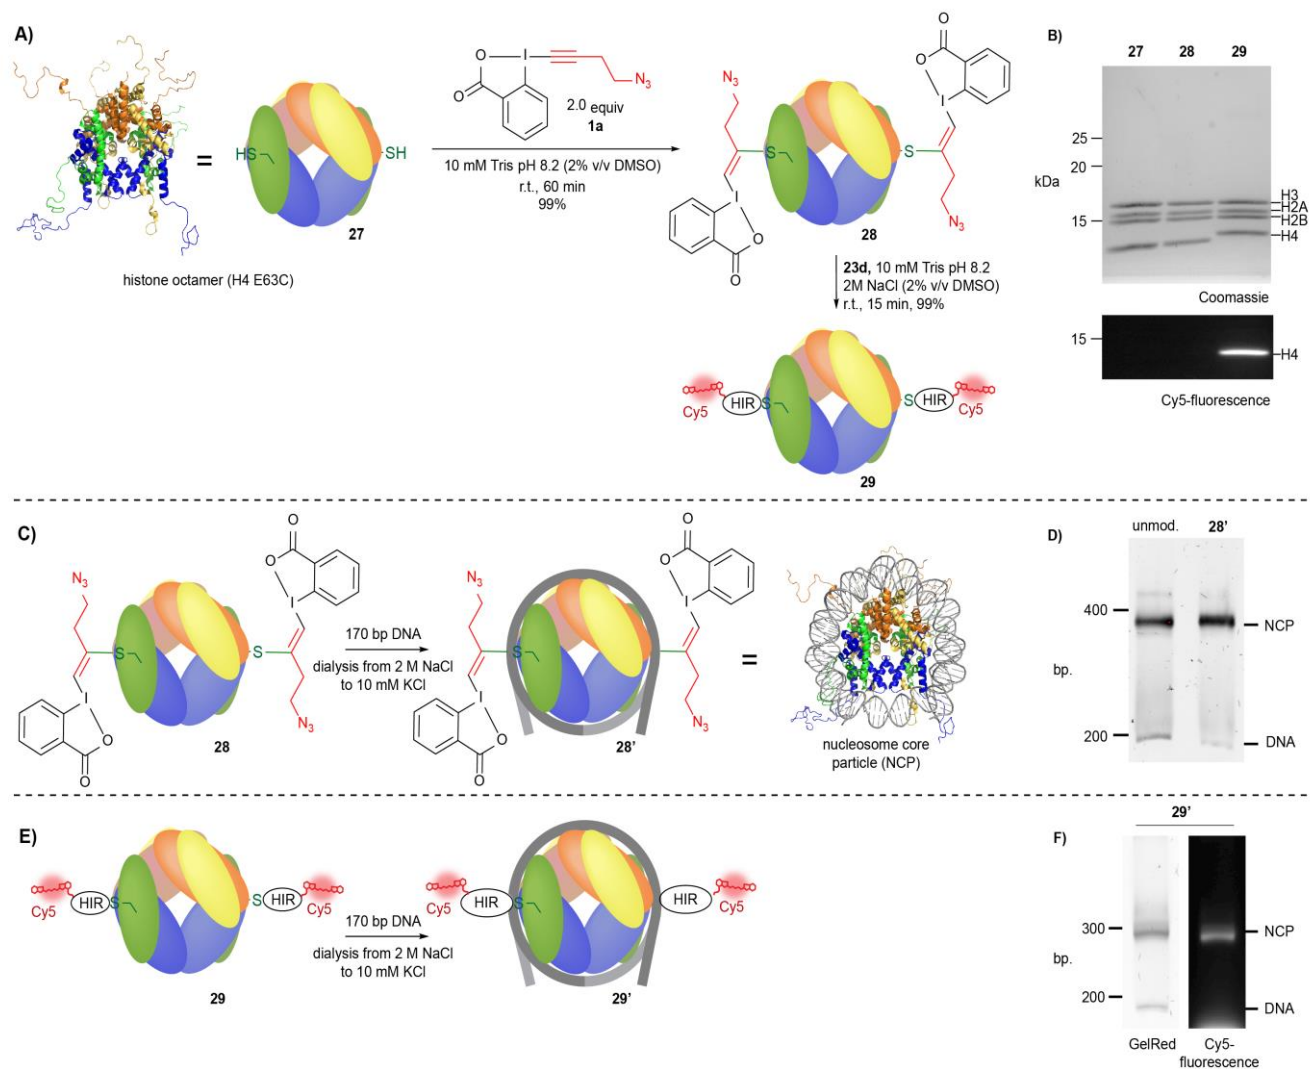 A)
histone octamer (H4 E63C)
=
HS
SH
27
O
I
O
N3
2.0 equiv
1a
10 mM Tris pH 8.2 (2% v/v DMSO)
r.t., 60 min
99%
N3
S
I
O
O
28
O
O
I
S
N3
23d, 10 mM Tris pH 8.2
2M NaCl (2% v/v DMSO)
r.t., 15 min, 99%
Cy5
HIR
S
S
HIR
Cy5
29
B)
27 28 29
25
20
kDa
15
H3
H2A
H2B
H4
Coomassie
15
H4
Cy5-fluorescence
C)
N3
S
I
O
O
28
O
O
I
S
N3
170 bp DNA
dialysis from 2 M NaCl
to 10 mM KCl
N3
S
I
O
O
28’
O
O
I
N3
=
nucleosome core
particle (NCP)
D)
unmod. 28’
400
NCP
bp.
200
DNA
E)
Cy5
HIR
S
S
HIR
Cy5
29
170 bp DNA
dialysis from 2 M NaCl
to 10 mM KCl
Cy5
HIR
S
HIR
Cy5
29’
F)
29’
300
NCP
bp.
200
DNA
GelRed
Cy5-
fluorescence